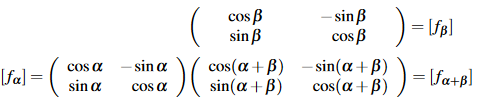 ( cos β −sin β ; sin β cos β ) = [f_β]
[f_α] = ( cos α −sin α ; sin α cos α ) ( cos(α+β) −sin(α+β) ; sin(α+β) cos(α+β) ) = [f_{α+β}]